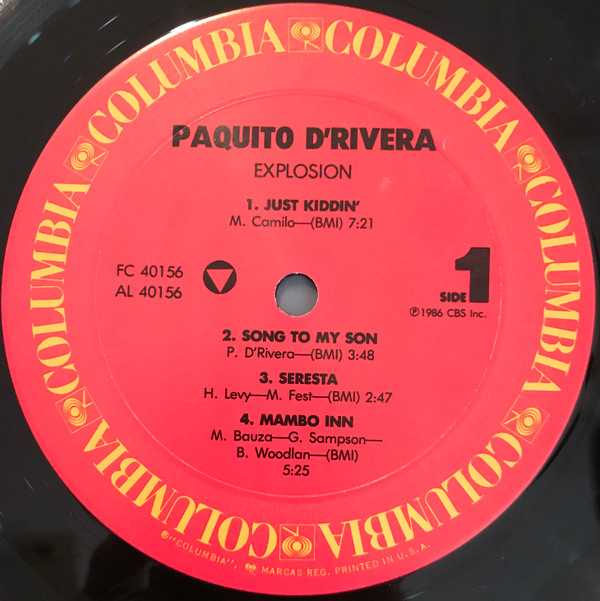 COLUMBIA COLUMBIA COLUMBIA COLUMBIA COLUMBIA COLUMBIA COLUMBIA COLUMBIA
PAQUITO D'RIVERA
EXPLOSION
1. JUST KIDDIN'
M. Camilo—(BMI) 7:21
FC 40156
AL 40156
SIDE 1
℗1986 CBS Inc.
2. SONG TO MY SON
P. D'Rivera—(BMI) 3:48
3. SERESTA
H. Levy—M. Fest—(BMI) 2:47
4. MAMBO INN
M. Bauza—G. Sampson—
B. Woodlan—(BMI)
5:25
®"COLUMBIA", MARCAS REG. PRINTED IN U.S.A.